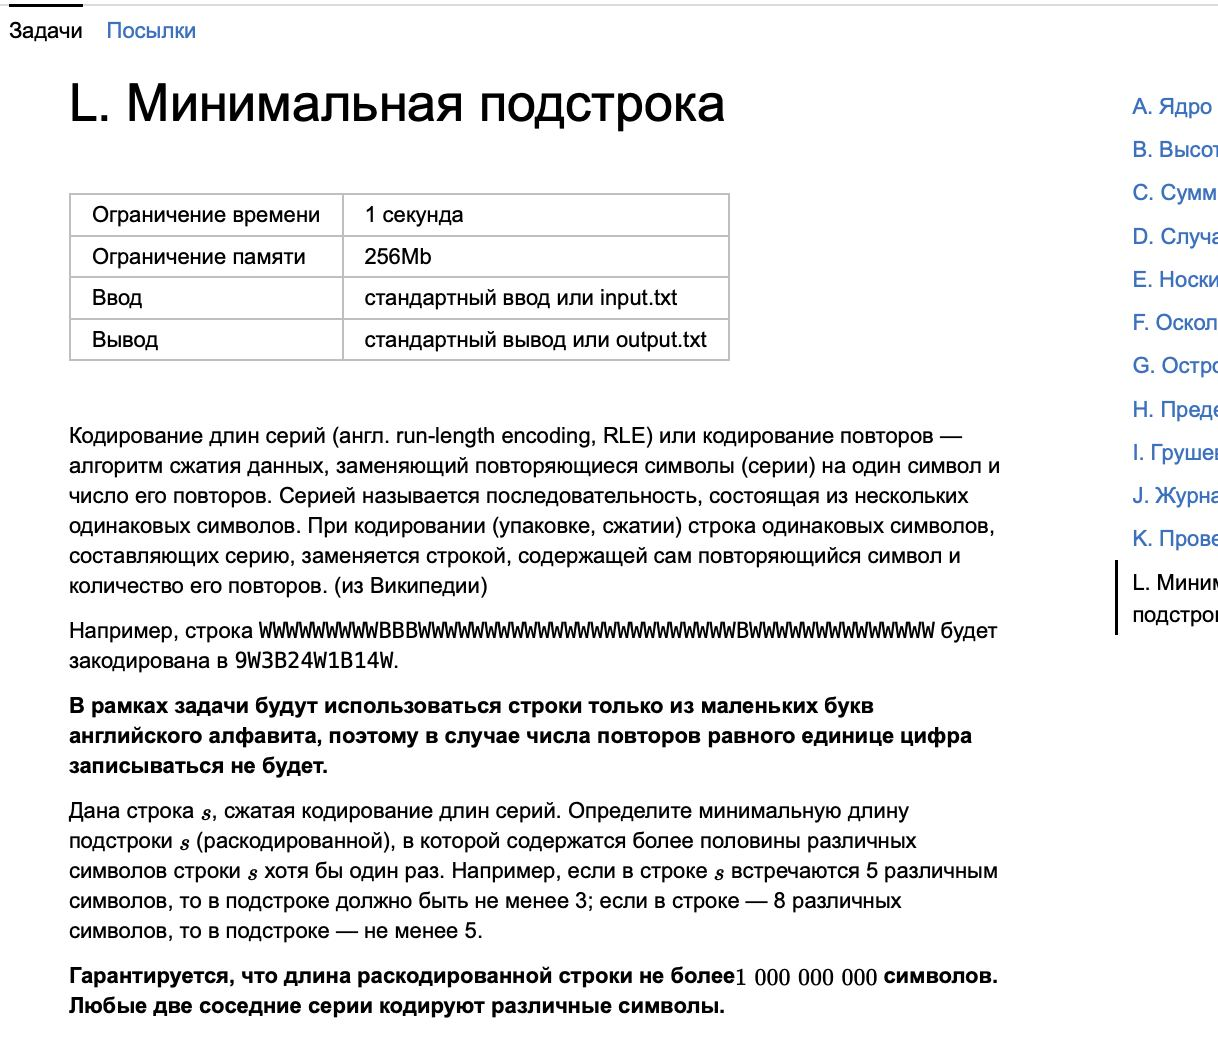 Задачи Посылки
L. Минимальная подстрока
Ограничение времени 1 секунда
Ограничение памяти 256Mb
Ввод стандартный ввод или input.txt
Вывод стандартный вывод или output.txt
Кодирование длин серий (англ. run-length encoding, RLE) или кодирование повторов —
алгоритм сжатия данных, заменяющий повторяющиеся символы (серии) на один символ и
число его повторов. Серией называется последовательность, состоящая из нескольких
одинаковых символов. При кодировании (упаковке, сжатии) строка одинаковых символов,
составляющих серию, заменяется строкой, содержащей сам повторяющийся символ и
количество его повторов. (из Википедии)
Например, строка WWWWWWWWWBBBWWWWWWWWWWWWWWWWWWWWWWWWBWWWWWWWWWWWWWW будет
закодирована в 9W3B24W1B14W.
В рамках задачи будут использоваться строки только из маленьких букв
английского алфавита, поэтому в случае числа повторов равного единице цифра
записываться не будет.
Дана строка s, сжатая кодирование длин серий. Определите минимальную длину
подстроки s (раскодированной), в которой содержатся более половины различных
символов строки s хотя бы один раз. Например, если в строке s встречаются 5 различным
символов, то в подстроке должно быть не менее 3; если в строке — 8 различных
символов, то в подстроке — не менее 5.
Гарантируется, что длина раскодированной строки не более1 000 000 000 символов.
Любые две соседние серии кодируют различные символы.
A. Ядро
B. Высот
C. Сумм
D. Случа
E. Носки
F. Оскол
G. Остро
H. Преде
I. Грушев
J. Журна
K. Прове
L. Миним
подстрок